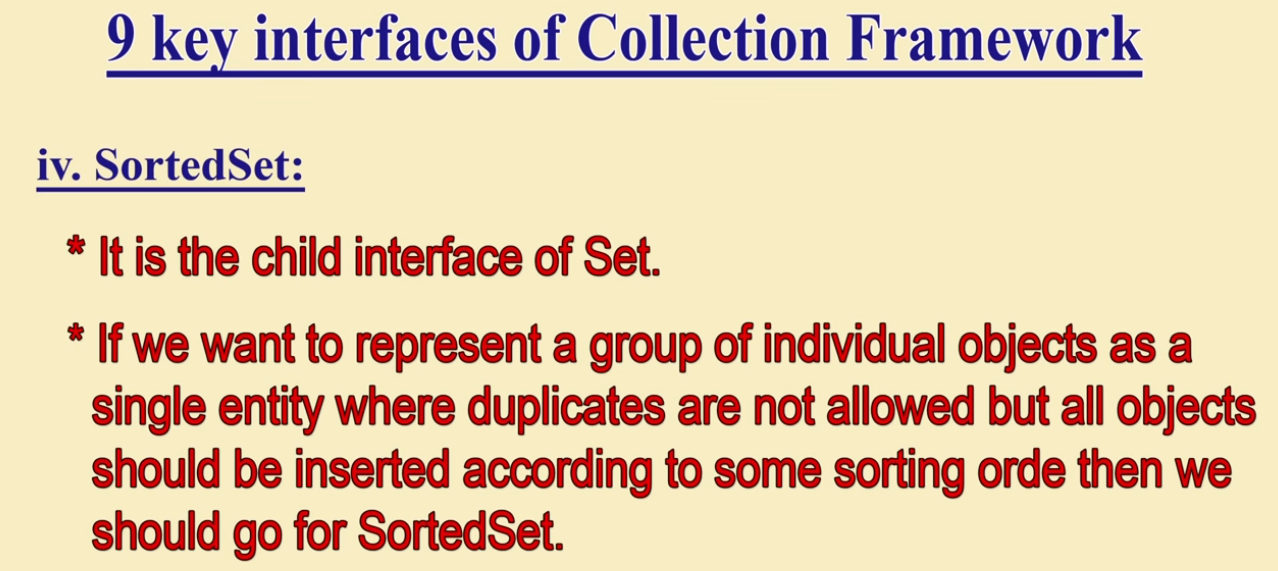 9 key interfaces of Collection Framework
iv. SortedSet:
* It is the child interface of Set.
* If we want to represent a group of individual objects as a
single entity where duplicates are not allowed but all objects
should be inserted according to some sorting orde then we
should go for SortedSet.